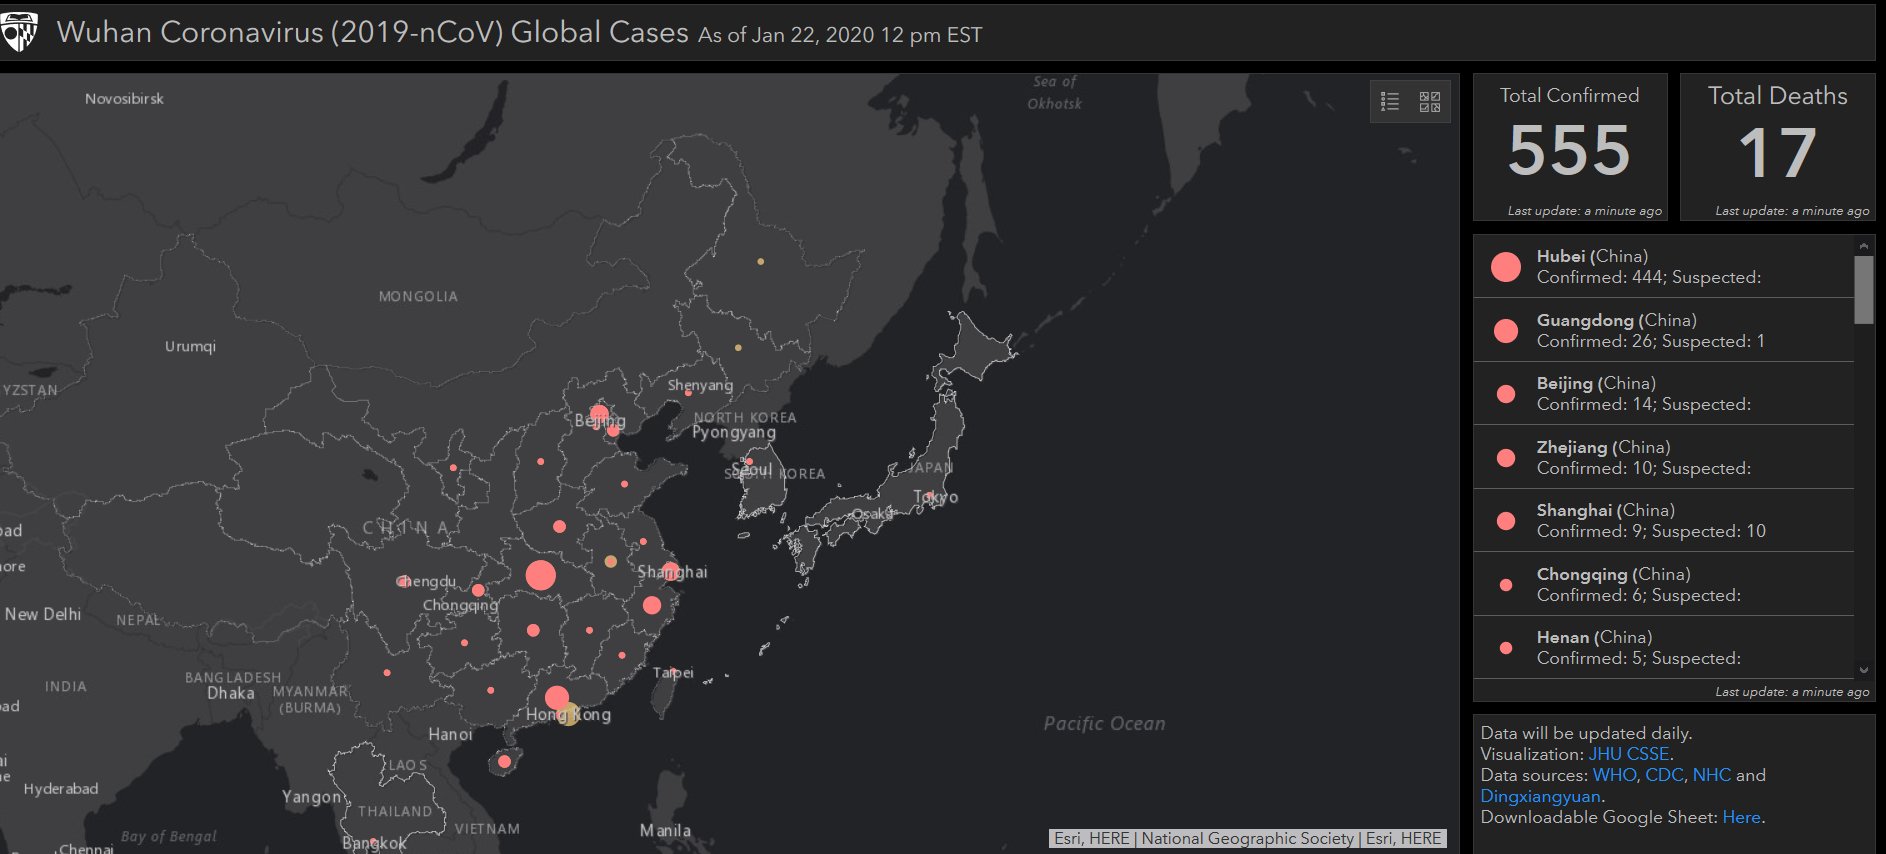 Wuhan Coronavirus (2019-nCoV) Global Cases As of Jan 22, 2020 12 pm EST
Novosibirsk
Sea of
Okhotsk
MONGOLIA
Urumqi
YZSTAN
Shenyang
Beijing
NORTH KOREA
Pyongyang
Seoul
SOUTH KOREA
JAPAN
Tokyo
Osaka
CHINA
Shanghai
Chengdu
Chongqing
New Delhi
NEPAL
Taipei
BANGLADESH
Dhaka
INDIA
MYANMAR
(BURMA)
Hong Kong
Hanoi
Pacific Ocean
LAOS
Hyderabad
Yangon
THAILAND
VIETNAM
Bay of Bengal
Manila
Bangkok
Chennai
ad
ore
ad
ai
ne
Esri, HERE | National Geographic Society | Esri, HERE
Total Confirmed
555
Last update: a minute ago
Total Deaths
17
Last update: a minute ago
Hubei (China)
Confirmed: 444; Suspected:
Guangdong (China)
Confirmed: 26; Suspected: 1
Beijing (China)
Confirmed: 14; Suspected:
Zhejiang (China)
Confirmed: 10; Suspected:
Shanghai (China)
Confirmed: 9; Suspected: 10
Chongqing (China)
Confirmed: 6; Suspected:
Henan (China)
Confirmed: 5; Suspected:
Last update: a minute ago
Data will be updated daily.
Visualization: JHU CSSE.
Data sources: WHO, CDC, NHC and
Dingxiangyuan.
Downloadable Google Sheet: Here.